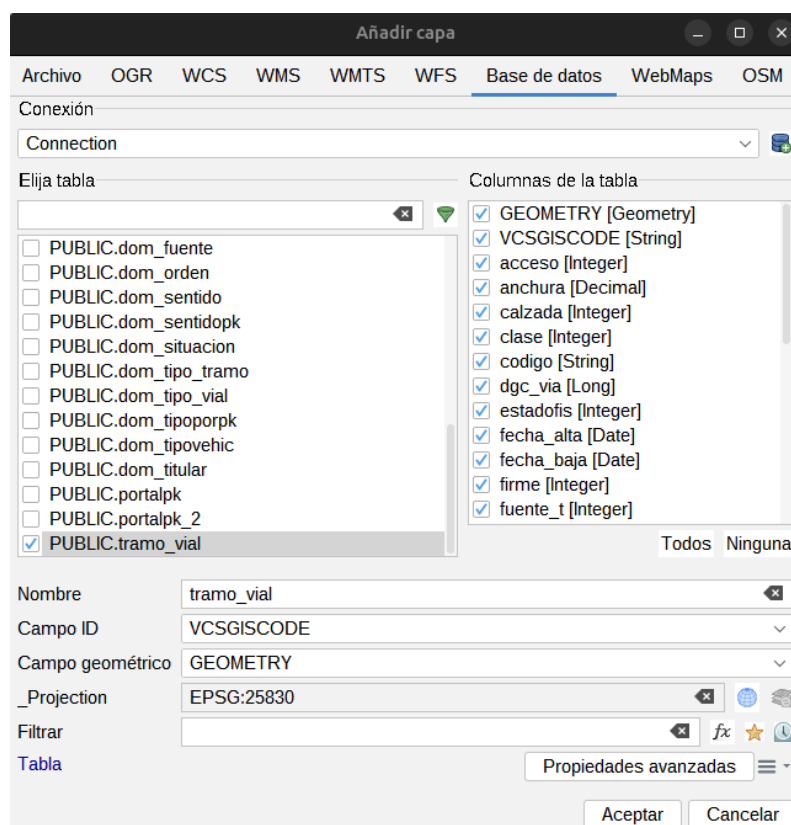 Añadir capa
Archivo OGR WCS WMS WMTS WFS Base de datos WebMaps OSM
Conexión
Connection
Elija tabla
PUBLIC.dom_fuente
PUBLIC.dom_orden
PUBLIC.dom_sentido
PUBLIC.dom_sentidopk
PUBLIC.dom_situacion
PUBLIC.dom_tipo_tramo
PUBLIC.dom_tipo_vial
PUBLIC.dom_tipoporpk
PUBLIC.dom_tipovehic
PUBLIC.dom_titular
PUBLIC.portalpk
PUBLIC.portalpk_2
PUBLIC.tramo_vial
Columnas de la tabla
GEOMETRY [Geometry]
VCSGISCODE [String]
acceso [Integer]
anchura [Decimal]
calzada [Integer]
clase [Integer]
codigo [String]
dgc_via [Long]
estadofis [Integer]
fecha_alta [Date]
fecha_baja [Date]
firme [Integer]
fuente_t [Integer]
Todos Ninguna
Nombre tramo_vial
Campo ID VCSGISCODE
Campo geométrico GEOMETRY
_Projection EPSG:25830
Filtrar fx
Tabla Propiedades avanzadas
Aceptar Cancelar